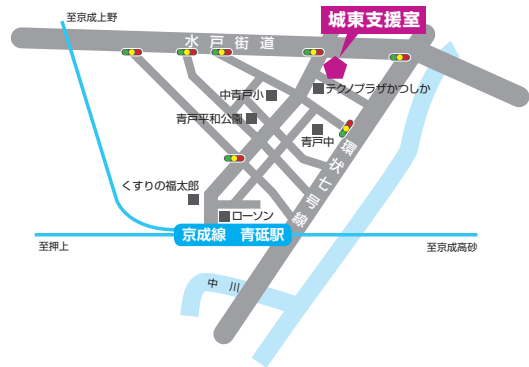 至京成上野
城東支援室
水戸街道
テクノプラザかつしか
中青戸小
青戸平和公園
青戸中
環状七号線
くすりの福太郎
ローソン
京成線 青砥駅
至押上
至京成高砂
中川